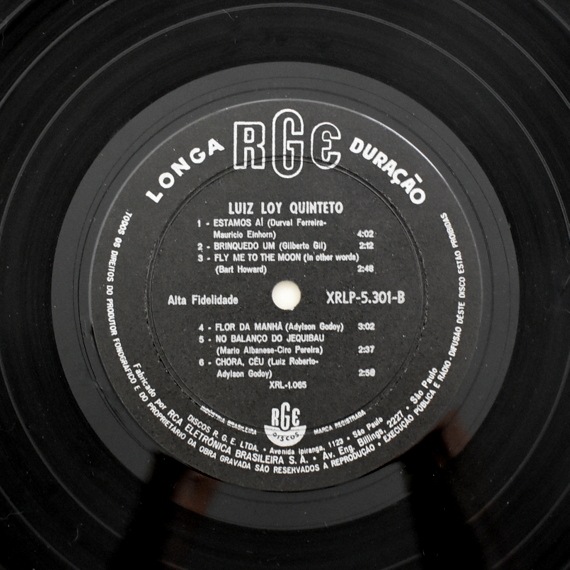 LONGA RGE DURAÇÃO
LUIZ LOY QUINTETO
1 - ESTAMOS AÍ (Durval Ferreira-
Mauricio Einhorn) 4:02
2 - BRINQUEDO UM (Gilberto Gil) 2:12
3 - FLY ME TO THE MOON (In other words)
(Bart Howard) 2:48
Alta Fidelidade XRLP-5.301-B
4 - FLOR DA MANHÃ (Adylson Godoy) 3:02
5 - NO BALANÇO DO JEQUIBAU
(Mario Albanese-Ciro Pereira) 2:37
6 - CHORA, CÉU (Luiz Roberto-
Adylson Godoy) 2:58
XRL-1.065
INDÚSTRIA BRASILEIRA RGE DISCOS MARCA REGISTRADA
DISCOS R. G. E. LTDA. • Avenida Ipiranga, 1123 • São Paulo
Fabricado por RCA ELETRÔNICA BRASILEIRA S. A. • Av. Eng. Billings, 2227 • São Paulo
TODOS OS DIREITOS DO PRODUTOR FONOGRÁFICO E DO PROPRIETÁRIO DA OBRA GRAVADA SÃO RESERVADOS A REPRODUÇÃO • EXECUÇÃO PÚBLICA E RÁDIO • DIFUSÃO DÊSTE DISCO ESTÃO PROIBIDAS